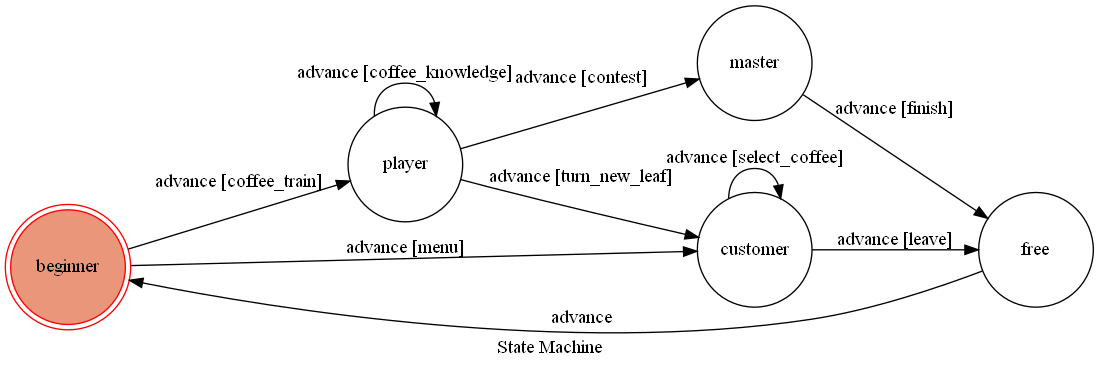 master
advance [coffee_knowledge]
advance [contest]
advance [finish]
player
advance [select_coffee]
advance [turn_new_leaf]
advance [coffee_train]
advance [leave]
advance [menu]
customer
free
beginner
advance
State Machine